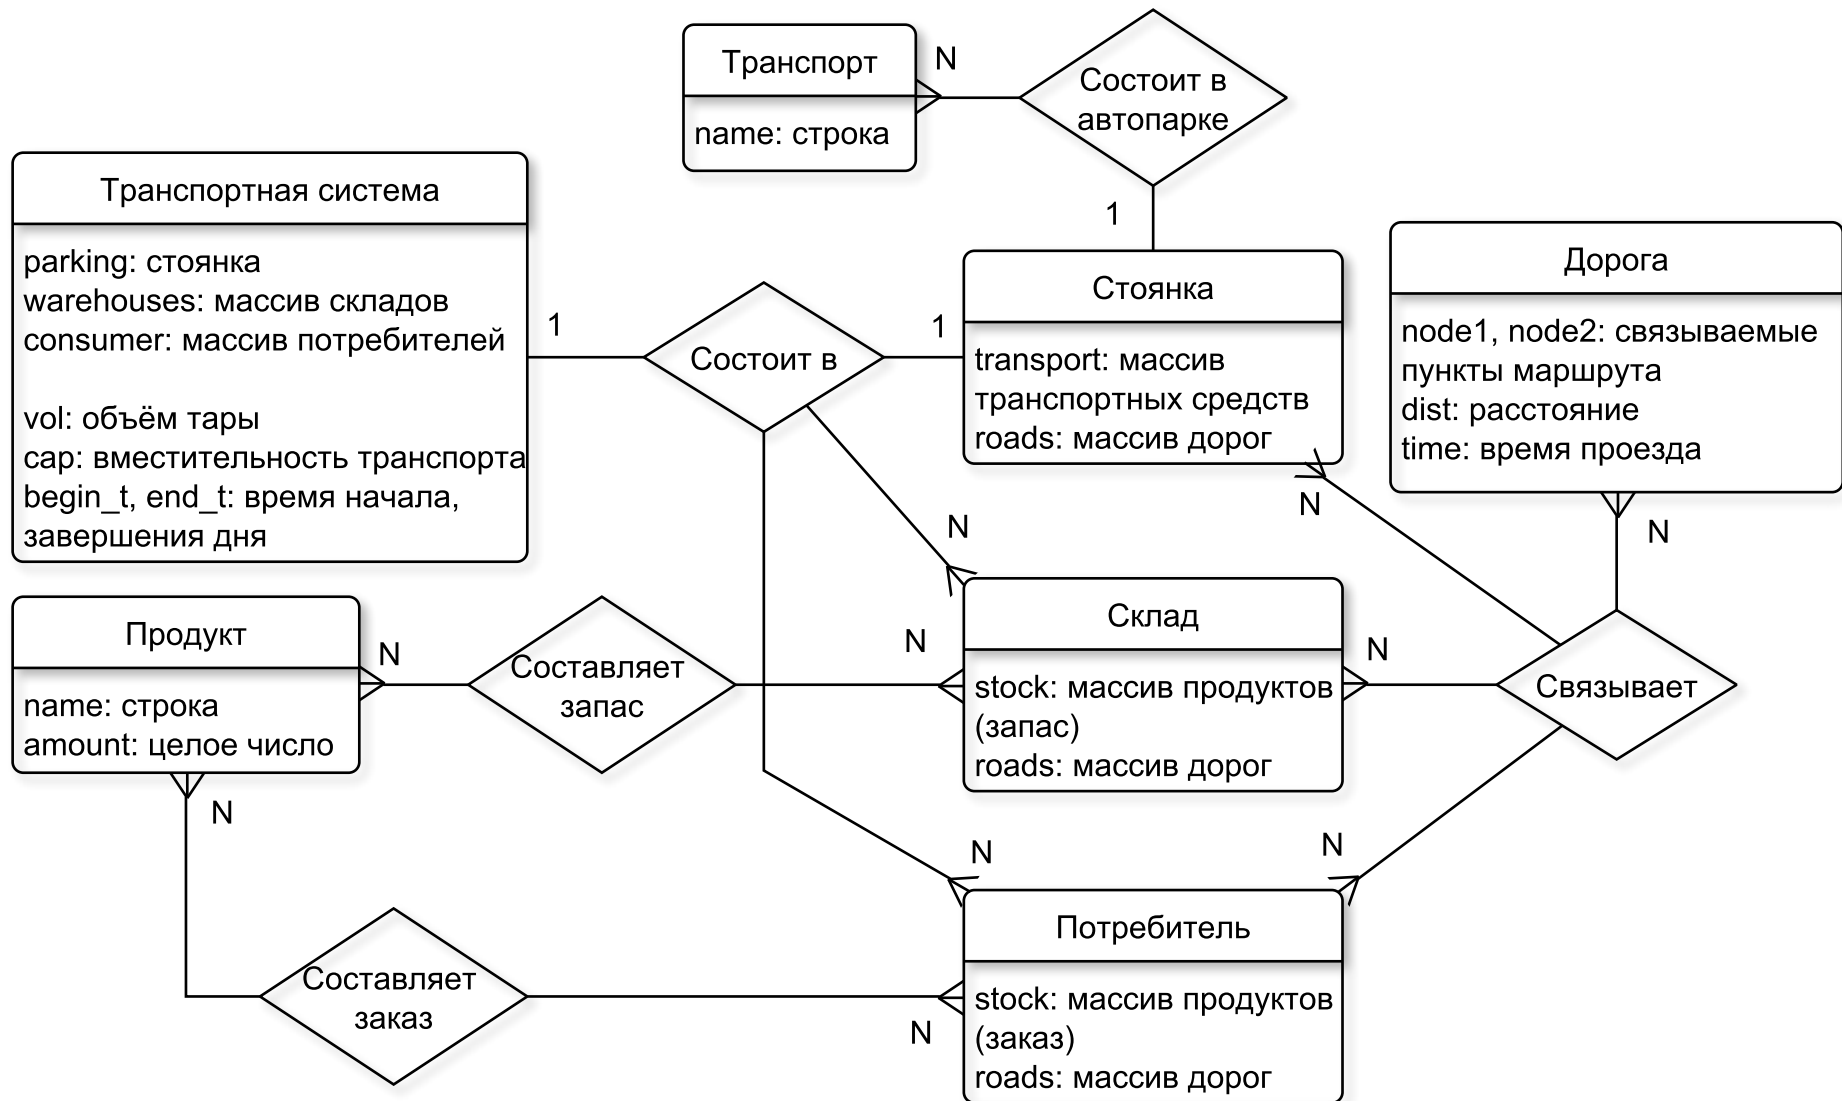 Транспорт
name: строка
N
Состоит в
автопарке
1
Транспортная система
parking: стоянка
warehouses: массив складов
consumer: массив потребителей
vol: объём тары
cap: вместительность транспорта
begin_t, end_t: время начала,
завершения дня
1
Состоит в
1
Стоянка
transport: массив
транспортных средств
roads: массив дорог
N
Дорога
node1, node2: связываемые
пункты маршрута
dist: расстояние
time: время проезда
N
N
Продукт
name: строка
amount: целое число
N
Составляет
запас
N
Склад
stock: массив продуктов
(запас)
roads: массив дорог
N
Связывает
N
N
N
Составляет
заказ
N
Потребитель
stock: массив продуктов
(заказ)
roads: массив дорог